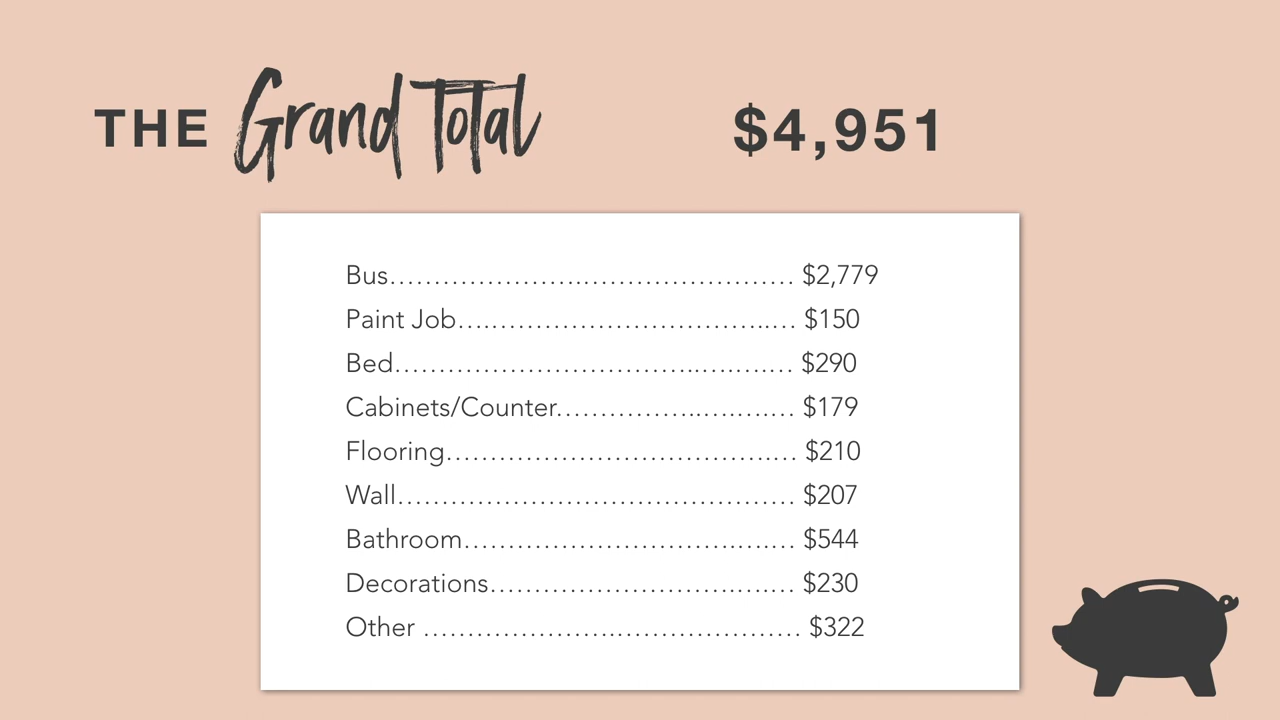 THE Grand Total $4,951
Bus………………….…………………… $2,779
Paint Job….…………………………..…. $150
Bed……………………………..….….… $290
Cabinets/Counter……………..….….… $179
Flooring……………………………….…. $210
Wall……………………………………… $207
Bathroom………………………….….… $544
Decorations……………………….….… $230
Other ………………….………………… $322